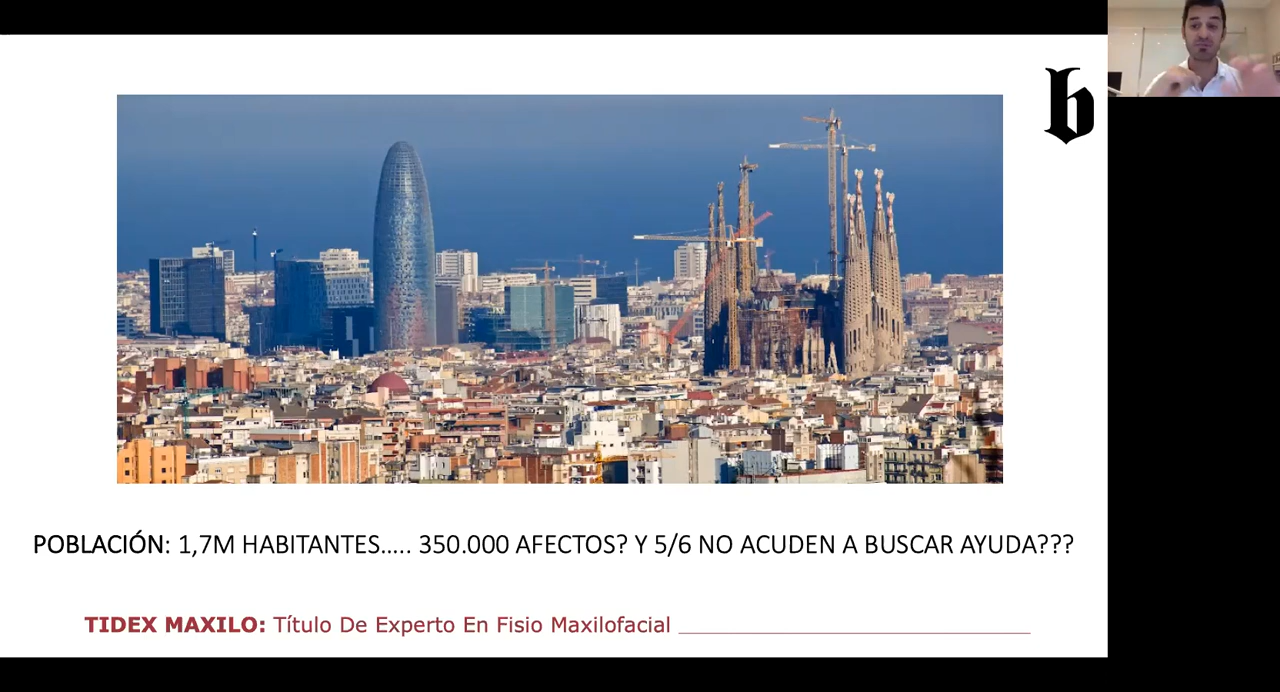 b
POBLACIÓN: 1,7M HABITANTES….. 350.000 AFECTOS? Y 5/6 NO ACUDEN A BUSCAR AYUDA???
TIDEX MAXILO: Título De Experto En Fisio Maxilofacial